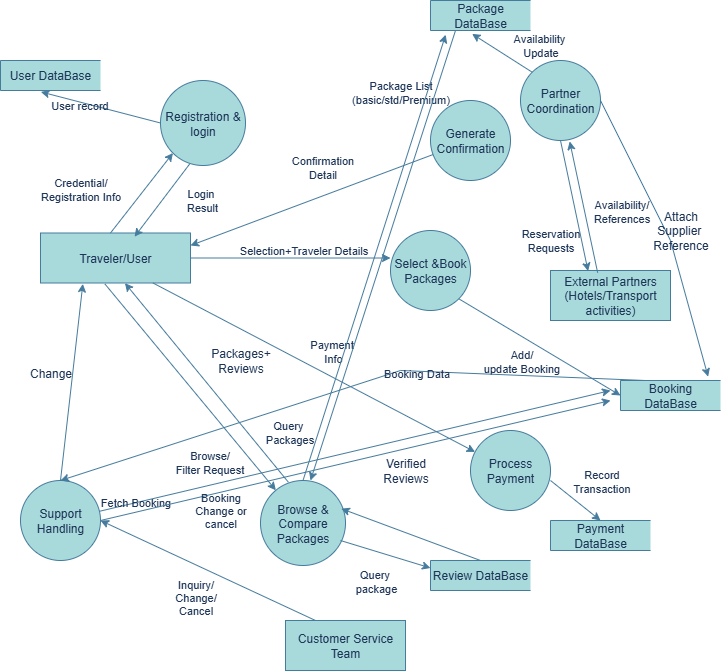 Package
DataBase
Availability
Update
User DataBase
User record
Registration &
login
Package List
(basic/std/Premium)
Partner
Coordination
Generate
Confirmation
Confirmation
Detail
Credential/
Registration Info
Login
Result
Availability/
References
Attach
Supplier
Reference
Reservation
Requests
Traveler/User
Selection+Traveler Details
Select &Book
Packages
External Partners
(Hotels/Transport
activities)
Packages+
Reviews
Payment
Info
Add/
update Booking
Change
Booking Data
Booking
DataBase
Query
Packages
Browse/
Filter Request
Verified
Reviews
Process
Payment
Record
Transaction
Fetch Booking
Booking
Change or
cancel
Support
Handling
Browse &
Compare
Packages
Payment
DataBase
Query
package
Review DataBase
Inquiry/
Change/
Cancel
Customer Service
Team